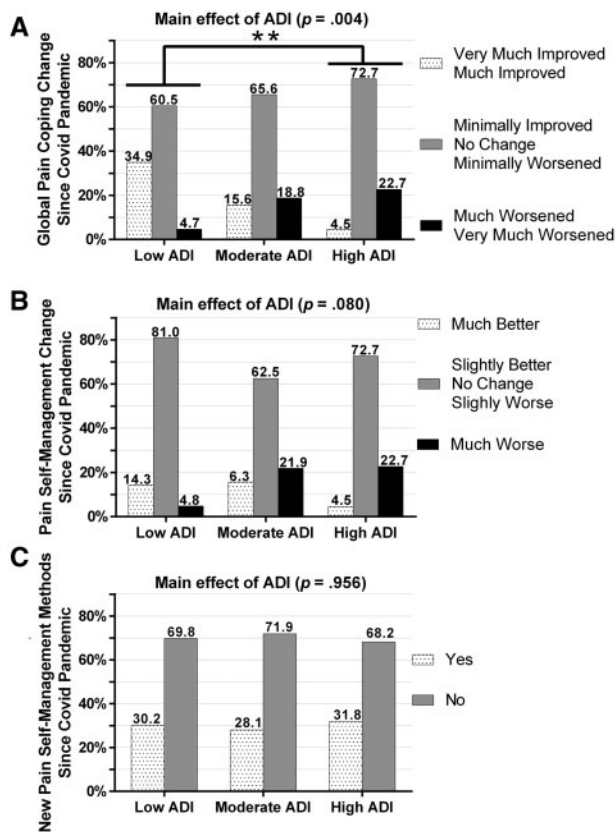 A
Main effect of ADI (p = .004)
**
Global Pain Coping Change
Since Covid Pandemic
80%
60%
40%
20%
0%
34.9
60.5
4.7
15.6
65.6
18.8
4.5
72.7
22.7
Low ADI
Moderate ADI
High ADI
Very Much Improved
Much Improved
Minimally Improved
No Change
Minimally Worsened
Much Worsened
Very Much Worsened
B
Main effect of ADI (p = .080)
Pain Self-Management Change
Since Covid Pandemic
80%
60%
40%
20%
0%
14.3
81.0
4.8
6.3
62.5
21.9
4.5
72.7
22.7
Low ADI
Moderate ADI
High ADI
Much Better
Slightly Better
No Change
Slighly Worse
Much Worse
C
Main effect of ADI (p = .956)
New Pain Self-Management Methods
Since Covid Pandemic
80%
60%
40%
20%
0%
30.2
69.8
28.1
71.9
31.8
68.2
Low ADI
Moderate ADI
High ADI
Yes
No